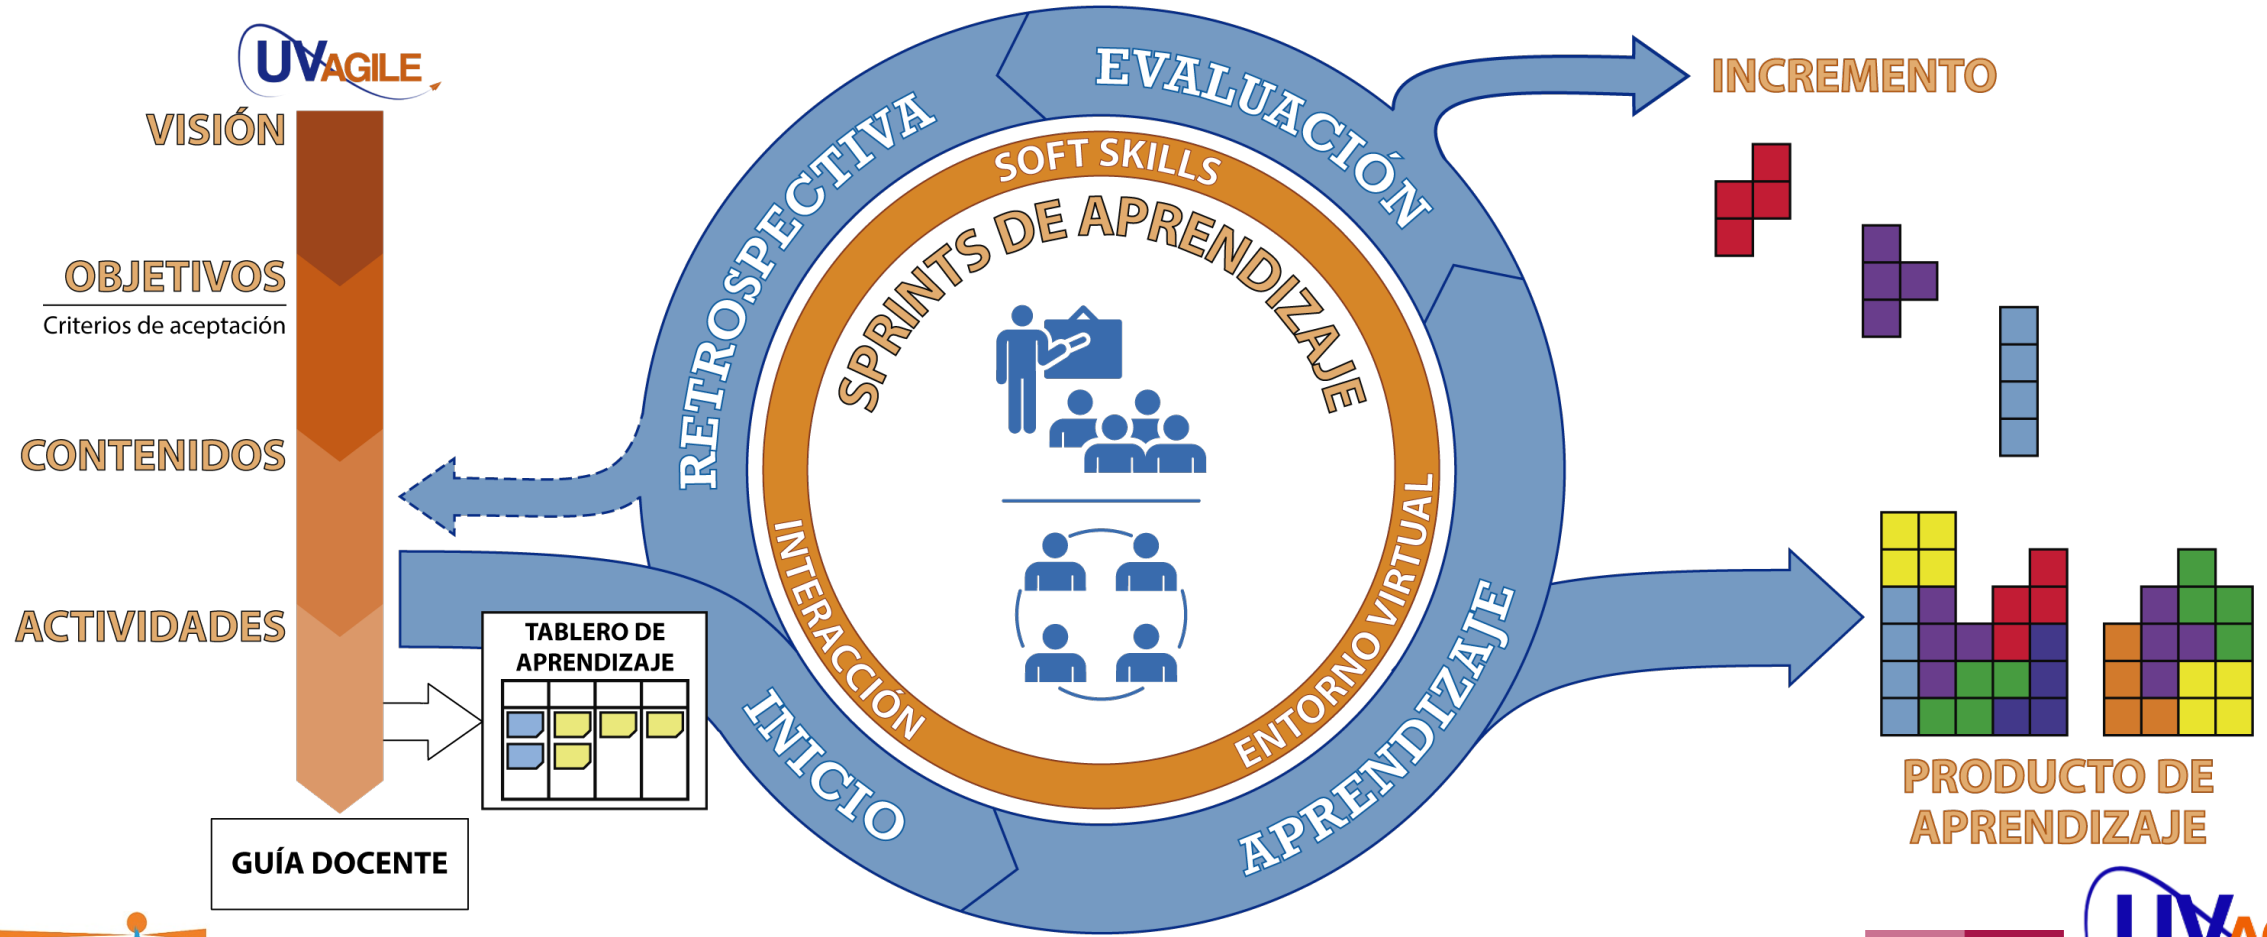 UVAGILE
VISIÓN
OBJETIVOS
Criterios de aceptación
CONTENIDOS
ACTIVIDADES
GUÍA DOCENTE
TABLERO DE
APRENDIZAJE
RETROSPECTIVA
EVALUACIÓN
SOFT SKILLS
SPRINTS DE APRENDIZAJE
INTERACCIÓN
ENTORNO VIRTUAL
INICIO
APRENDIZAJE
INCREMENTO
PRODUCTO DE
APRENDIZAJE